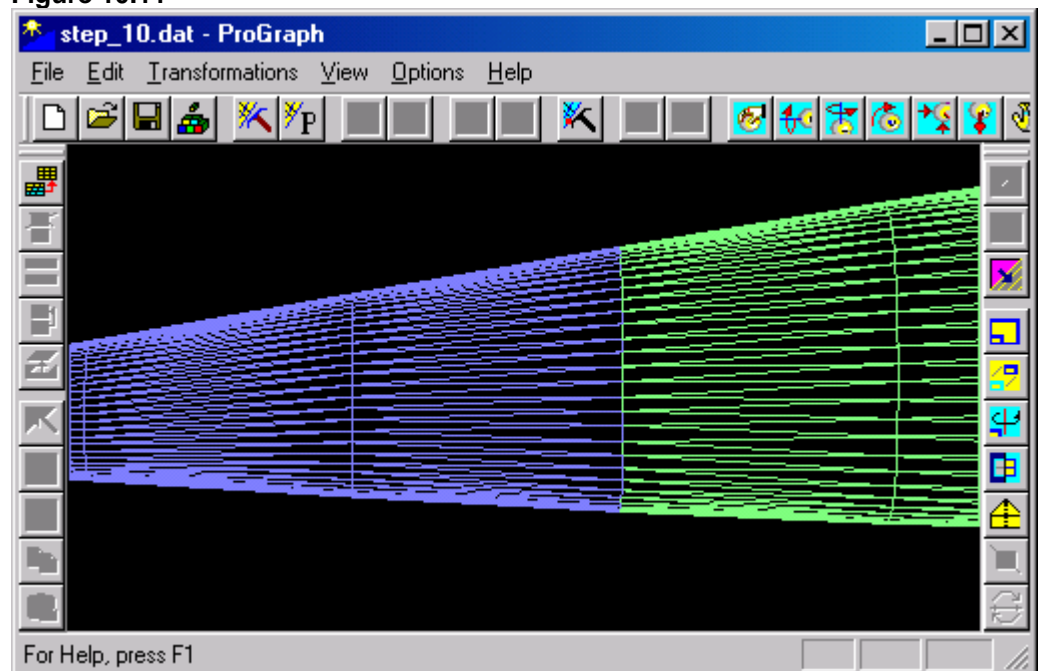 step_10.dat - ProGraph
File Edit Transformations View Options Help
P
For Help, press F1